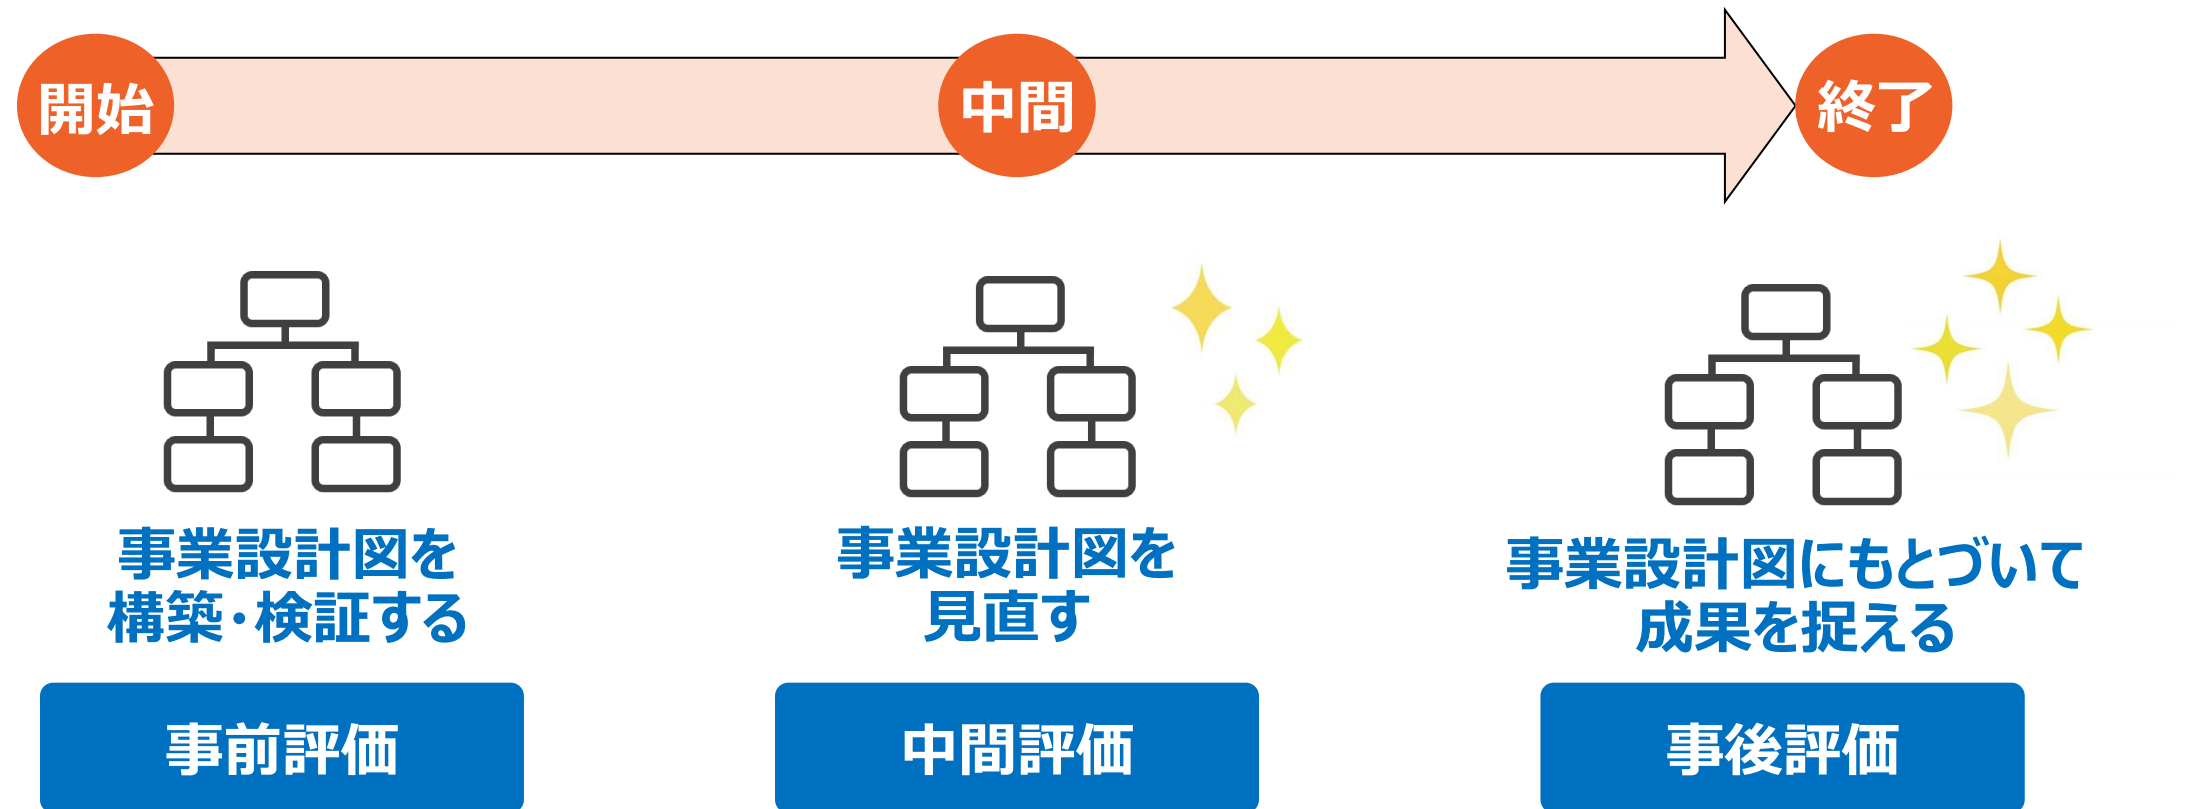 開始
中間
終了
事業設計図を
構築・検証する
事業設計図を
見直す
事業設計図にもとづいて
成果を捉える
事前評価
中間評価
事後評価